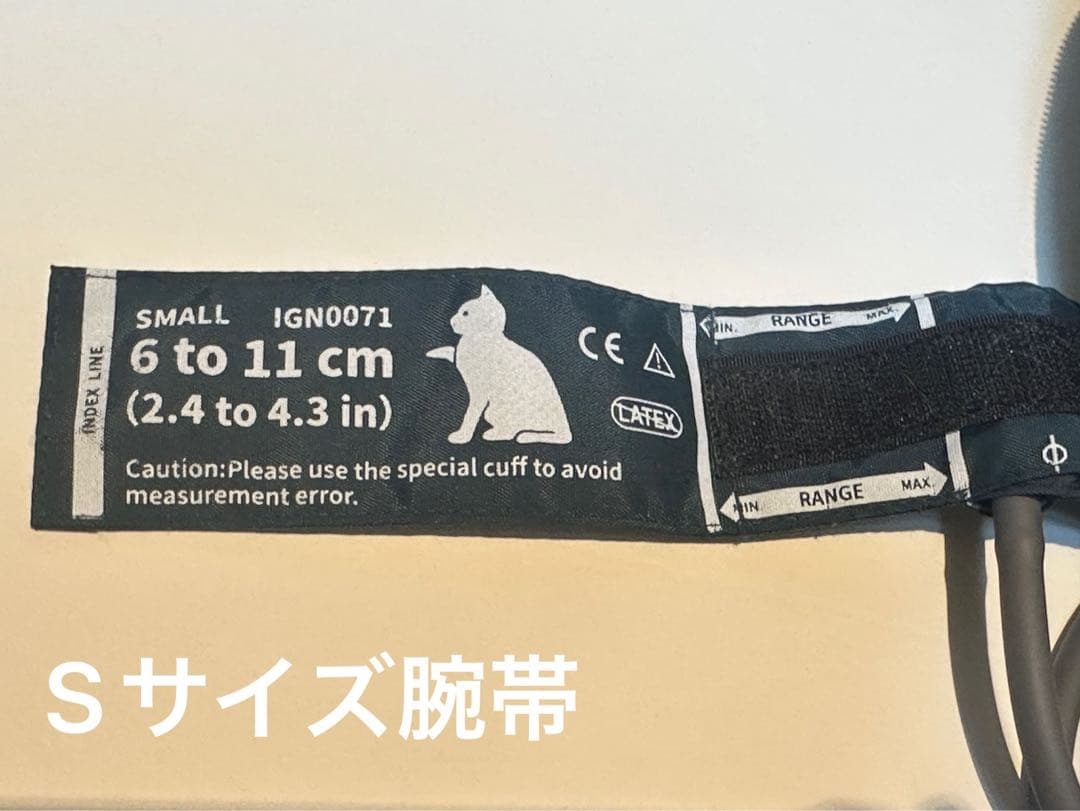 INDEX LINE
SMALL IGN0071
6 to 11 cm
(2.4 to 4.3 in)
Caution:Please use the special cuff to avoid
measurement error.
CE
LATEX
MIN. RANGE MAX.
MIN. RANGE MAX.
Φ
Sサイズ腕帯